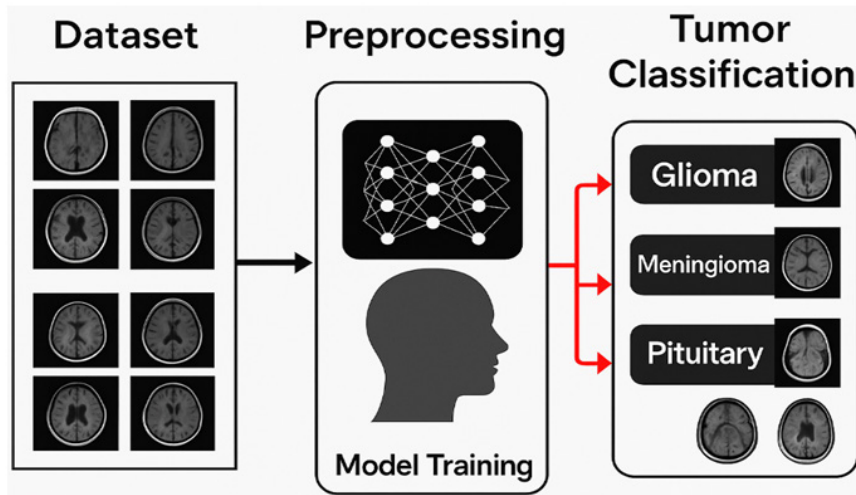 Dataset
Preprocessing
Tumor
Classification
Model Training
Glioma
Meningioma
Pituitary